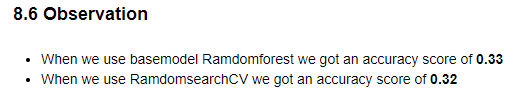 8.6 Observation
• When we use basemodel Ramdomforest we got an accuracy score of 0.33
• When we use RamdomsearchCV we got an accuracy score of 0.32